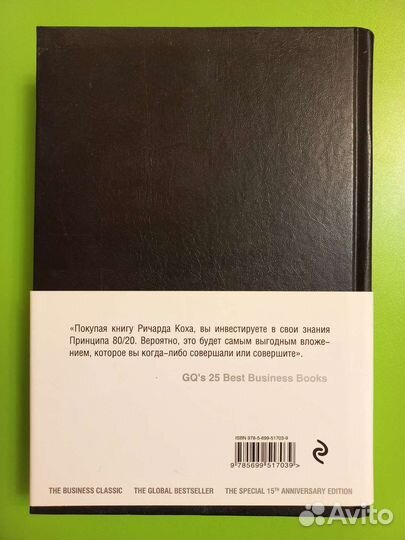 «Покупая книгу Ричарда Коха, вы инвестируете в свои знания
Принципа 80/20. Вероятно, это будет самым выгодным вложе-
нием, которое вы когда-либо совершали или совершите».
GQ's 25 Best Business Books
ISBN 978-5-699-51703-9
9 785699 517039 >
THE BUSINESS CLASSIC THE GLOBAL BESTSELLER THE SPECIAL 15TH ANNIVERSARY EDITION
Avito